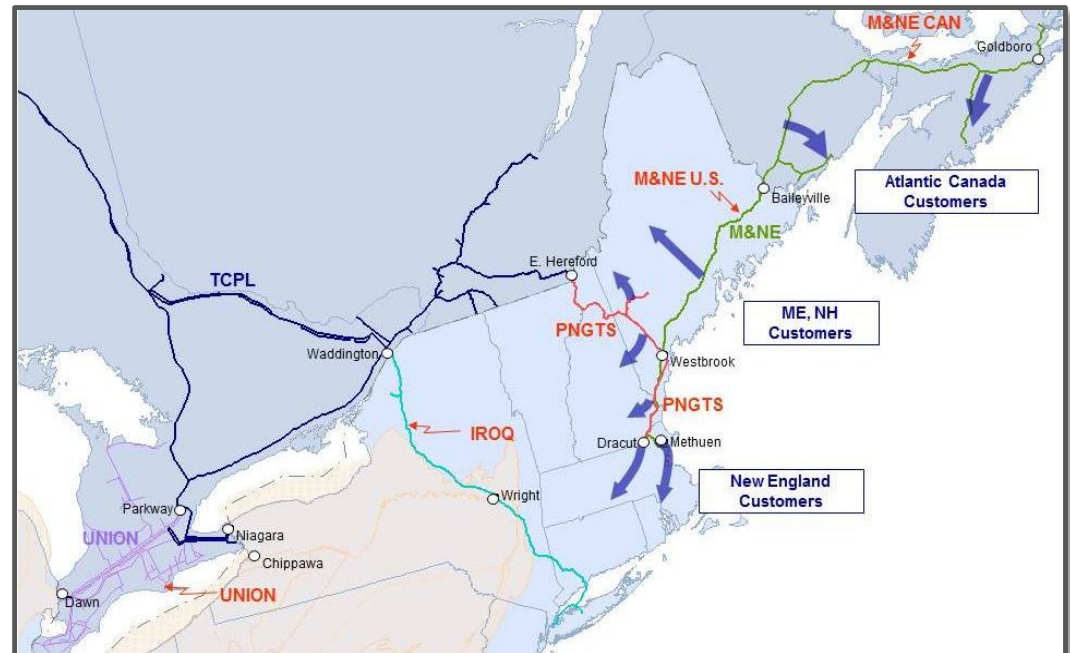 M&NE CAN
Goldboro
M&NE U.S.
Baileyville
Atlantic Canada
Customers
M&NE
E. Hereford
TCPL
ME, NH
Customers
PNGTS
Waddington
Westbrook
PNGTS
IROQ
Dracut
Methuen
New England
Customers
Wright
Parkway
UNION
Niagara
Chippawa
UNION
Dawn